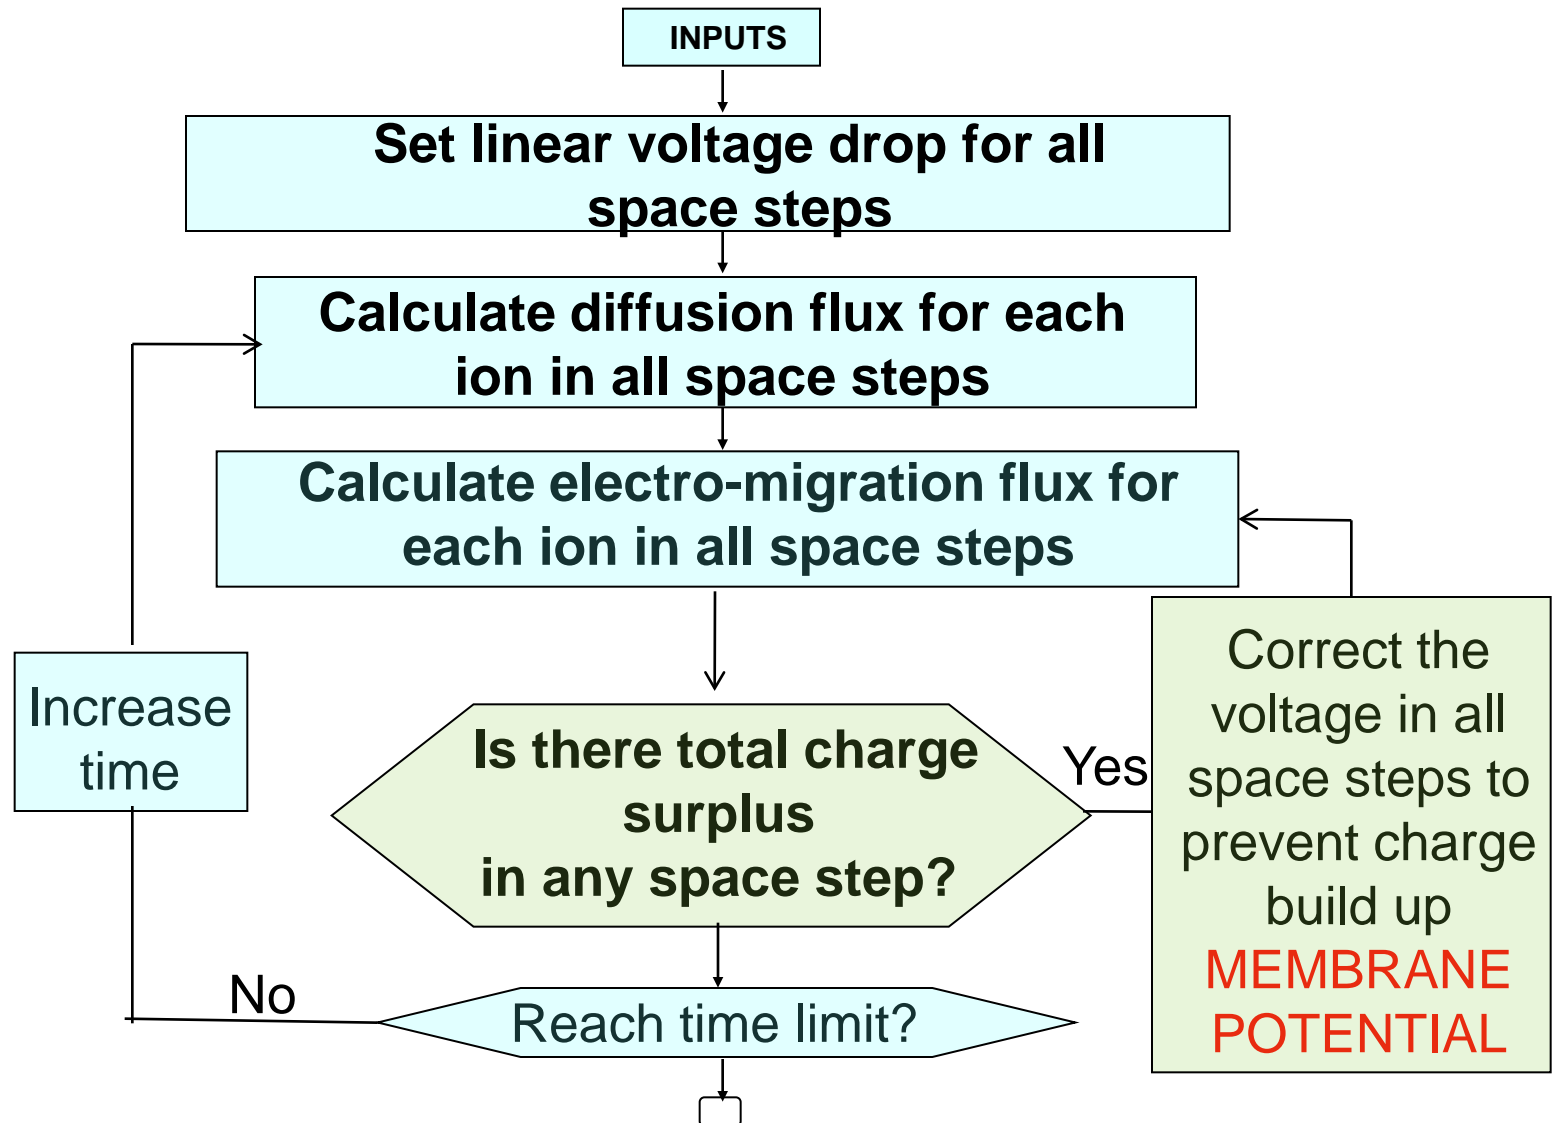 INPUTS
Set linear voltage drop for all
space steps
Calculate diffusion flux for each
ion in all space steps
Calculate electro-migration flux for
each ion in all space steps
Increase
time
Is there total charge
surplus
in any space step?
Yes
Correct the
voltage in all
space steps to
prevent charge
build up
MEMBRANE
POTENTIAL
No
Reach time limit?